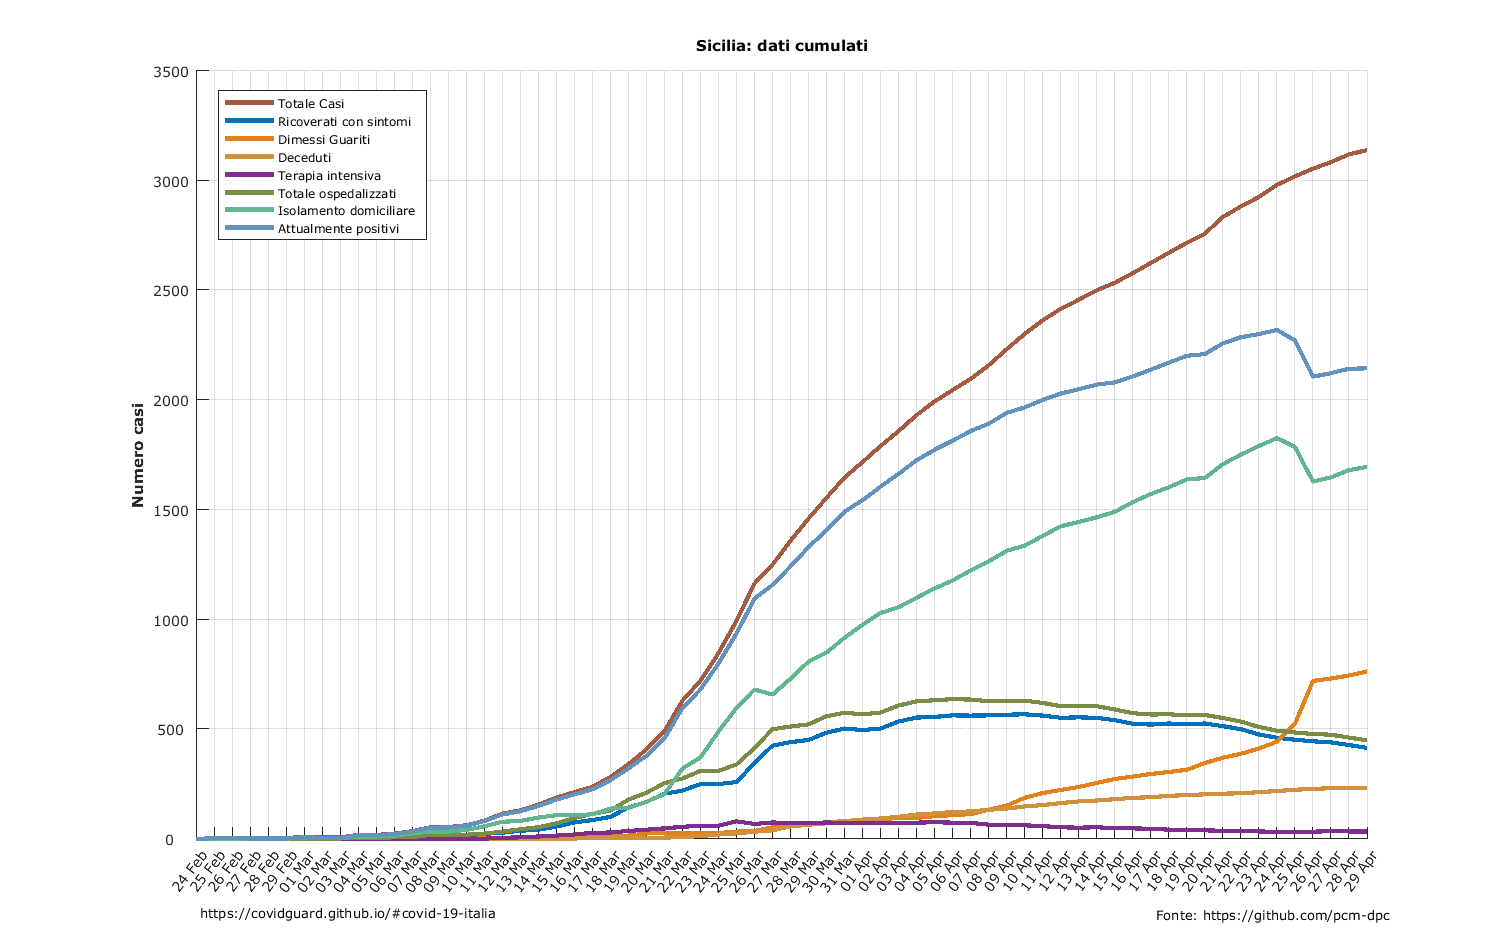 Sicilia: dati cumulati
3500
3000
2500
2000
1500
1000
500
0
Numero casi
Totale Casi
Ricoverati con sintomi
Dimessi Guariti
Deceduti
Terapia intensiva
Totale ospedalizzati
Isolamento domiciliare
Attualmente positivi
24 Feb
25 Feb
26 Feb
27 Feb
28 Feb
29 Feb
01 Mar
02 Mar
03 Mar
04 Mar
05 Mar
06 Mar
07 Mar
08 Mar
09 Mar
10 Mar
11 Mar
12 Mar
13 Mar
14 Mar
15 Mar
16 Mar
17 Mar
18 Mar
19 Mar
20 Mar
21 Mar
22 Mar
23 Mar
24 Mar
25 Mar
26 Mar
27 Mar
28 Mar
29 Mar
30 Mar
31 Mar
01 Apr
02 Apr
03 Apr
04 Apr
05 Apr
06 Apr
07 Apr
08 Apr
09 Apr
10 Apr
11 Apr
12 Apr
13 Apr
14 Apr
15 Apr
16 Apr
17 Apr
18 Apr
19 Apr
20 Apr
21 Apr
22 Apr
23 Apr
24 Apr
25 Apr
26 Apr
27 Apr
28 Apr
29 Apr
https://covidguard.github.io/#covid-19-italia
Fonte: https://github.com/pcm-dpc